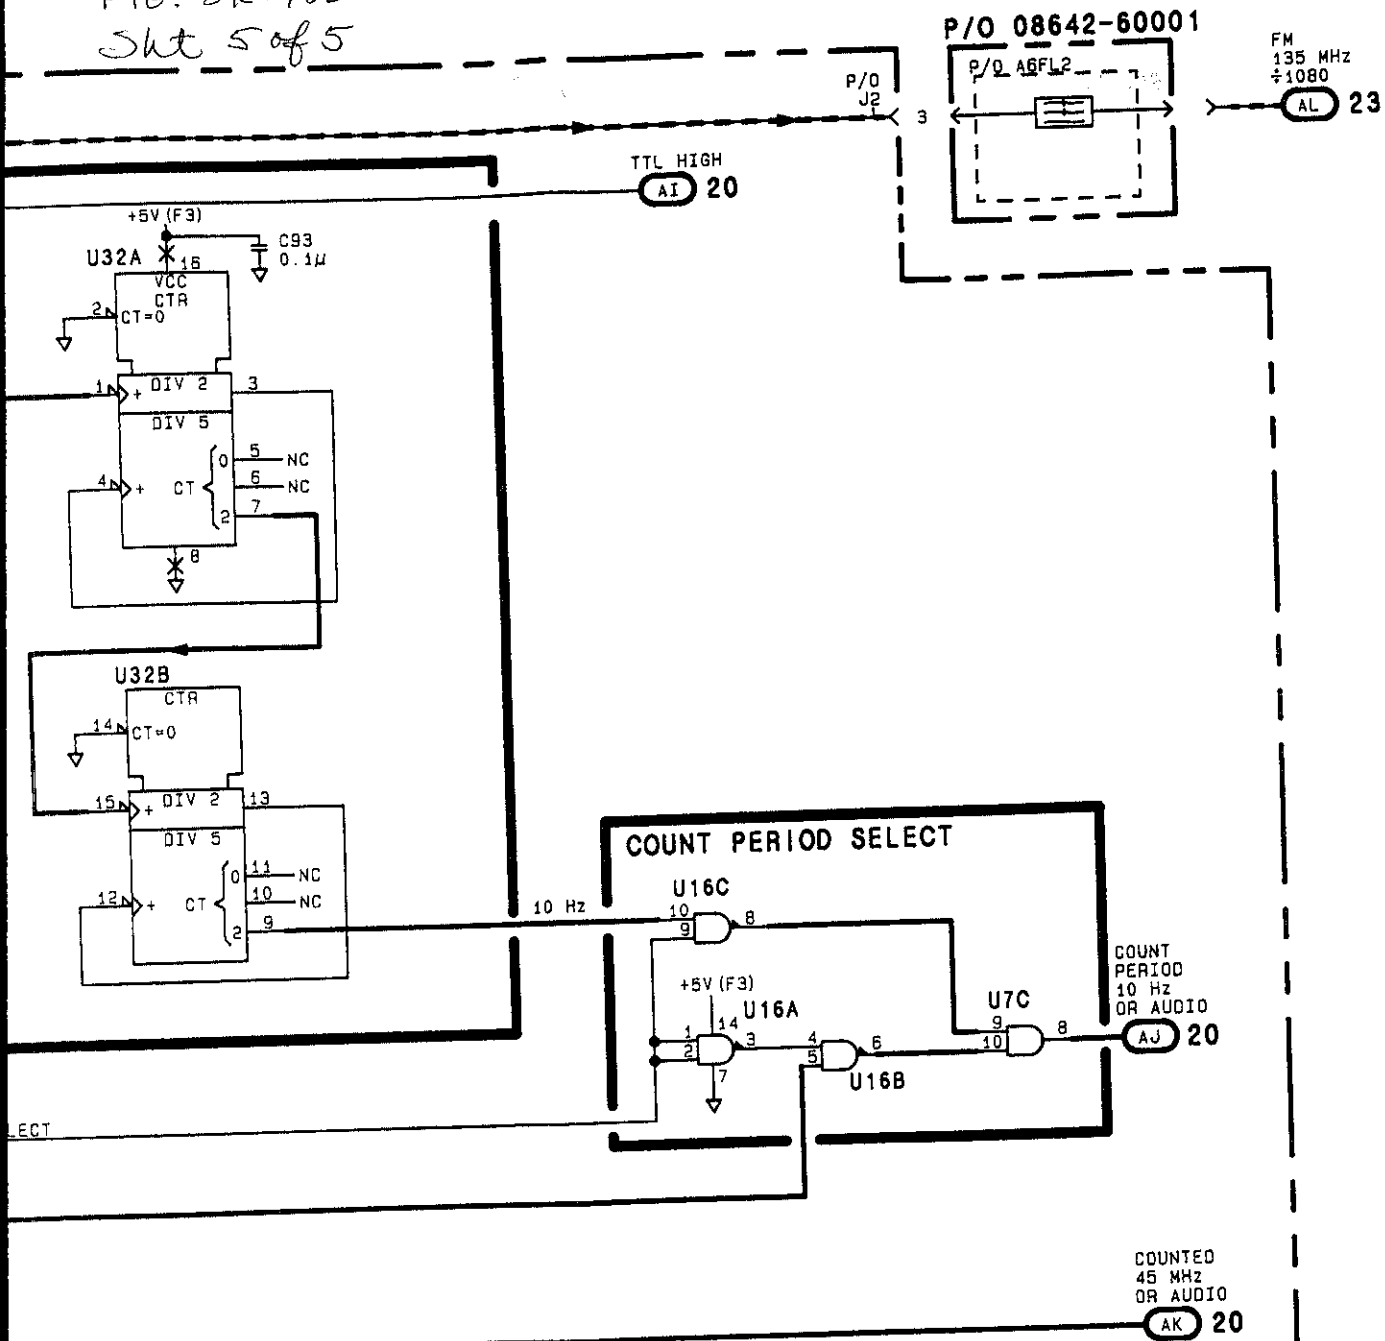 Sht 5 of 5
P/O 08642-60001
P/O A6FL2
FM
135 MHz
÷1080
AL 23
P/O
J2
3
TTL HIGH
AI 20
+5V (F3)
C93
0.1µ
U32A
16
VCC
CTR
2
CT=0
1
+
DIV 2
3
DIV 5
0
5
NC
6
NC
4
+
CT
7
2
8
U32B
CTR
14
CT=0
15
+
DIV 2
13
DIV 5
0
11
NC
10
NC
12
+
CT
9
2
10 Hz
COUNT PERIOD SELECT
U16C
10
9
8
+5V (F3)
14
U16A
1
2
3
7
4
5
6
U16B
U7C
9
10
8
COUNT
PERIOD
10 Hz
OR AUDIO
AJ 20
LECT
COUNTED
45 MHz
OR AUDIO
AK 20